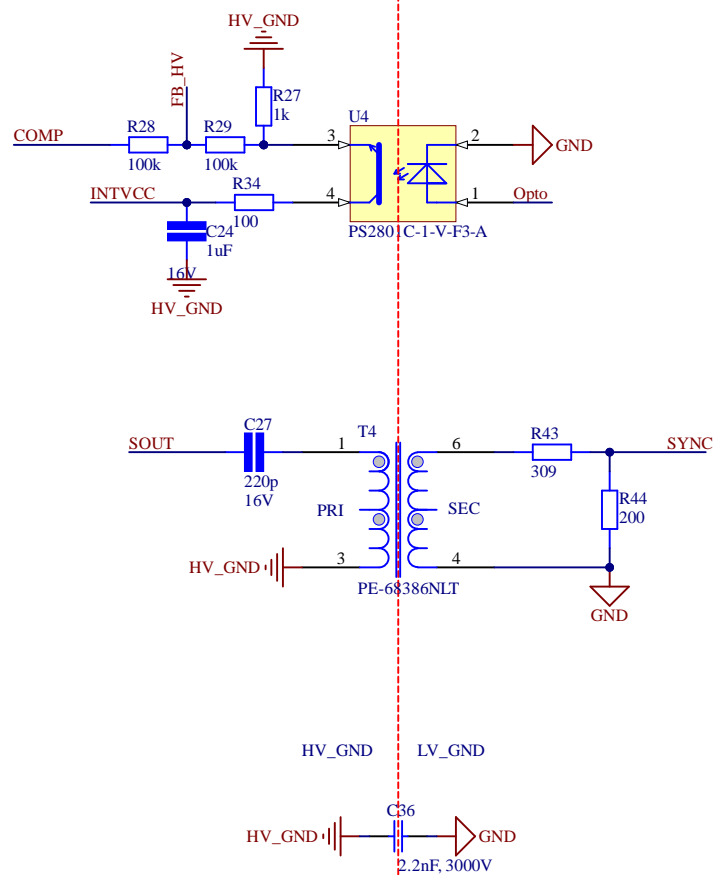 HV_GND
FB_HV
R27
1k
U4
COMP
R28
100k
R29
100k
3
2
GND
INTVCC
R34
100
4
1
Opto
C24
1uF
16V
PS2801C-1-V-F3-A
HV_GND
SOUT
C27
220p
16V
1
T4
6
R43
309
SYNC
PRI
SEC
R44
200
HV_GND
3
4
PE-68386NLT
GND
HV_GND
LV_GND
C36
HV_GND
GND
2.2nF, 3000V